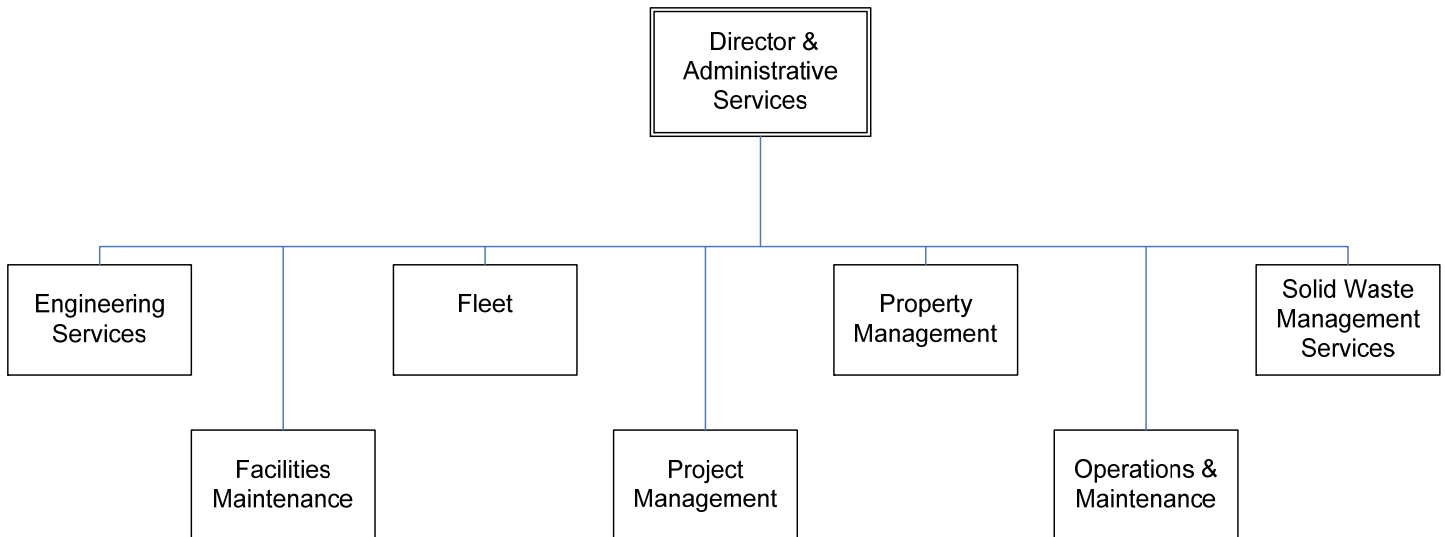 Director &
Administrative
Services
Engineering
Services
Fleet
Property
Management
Solid Waste
Management
Services
Facilities
Maintenance
Project
Management
Operations &
Maintenance